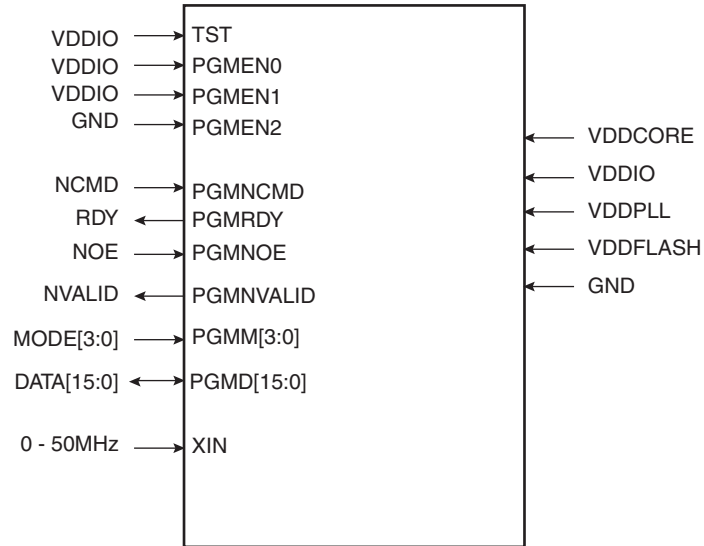 VDDIO TST
VDDIO PGMEN0
VDDIO PGMEN1
GND PGMEN2
VDDCORE
VDDIO
NCMD PGMNCMD
RDY PGMRDY
VDDPLL
NOE PGMNOE
VDDFLASH
NVALID PGMNVALID
GND
MODE[3:0] PGMM[3:0]
DATA[15:0] PGMD[15:0]
0 - 50MHz XIN